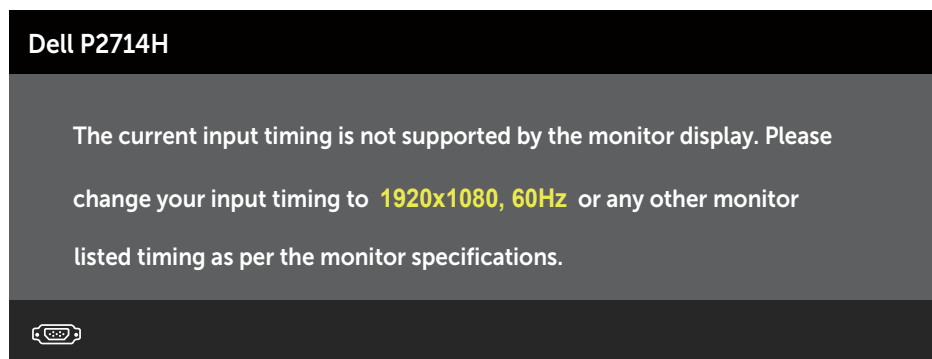 Dell P2714H
The current input timing is not supported by the monitor display. Please
change your input timing to 1920x1080, 60Hz or any other monitor
listed timing as per the monitor specifications.